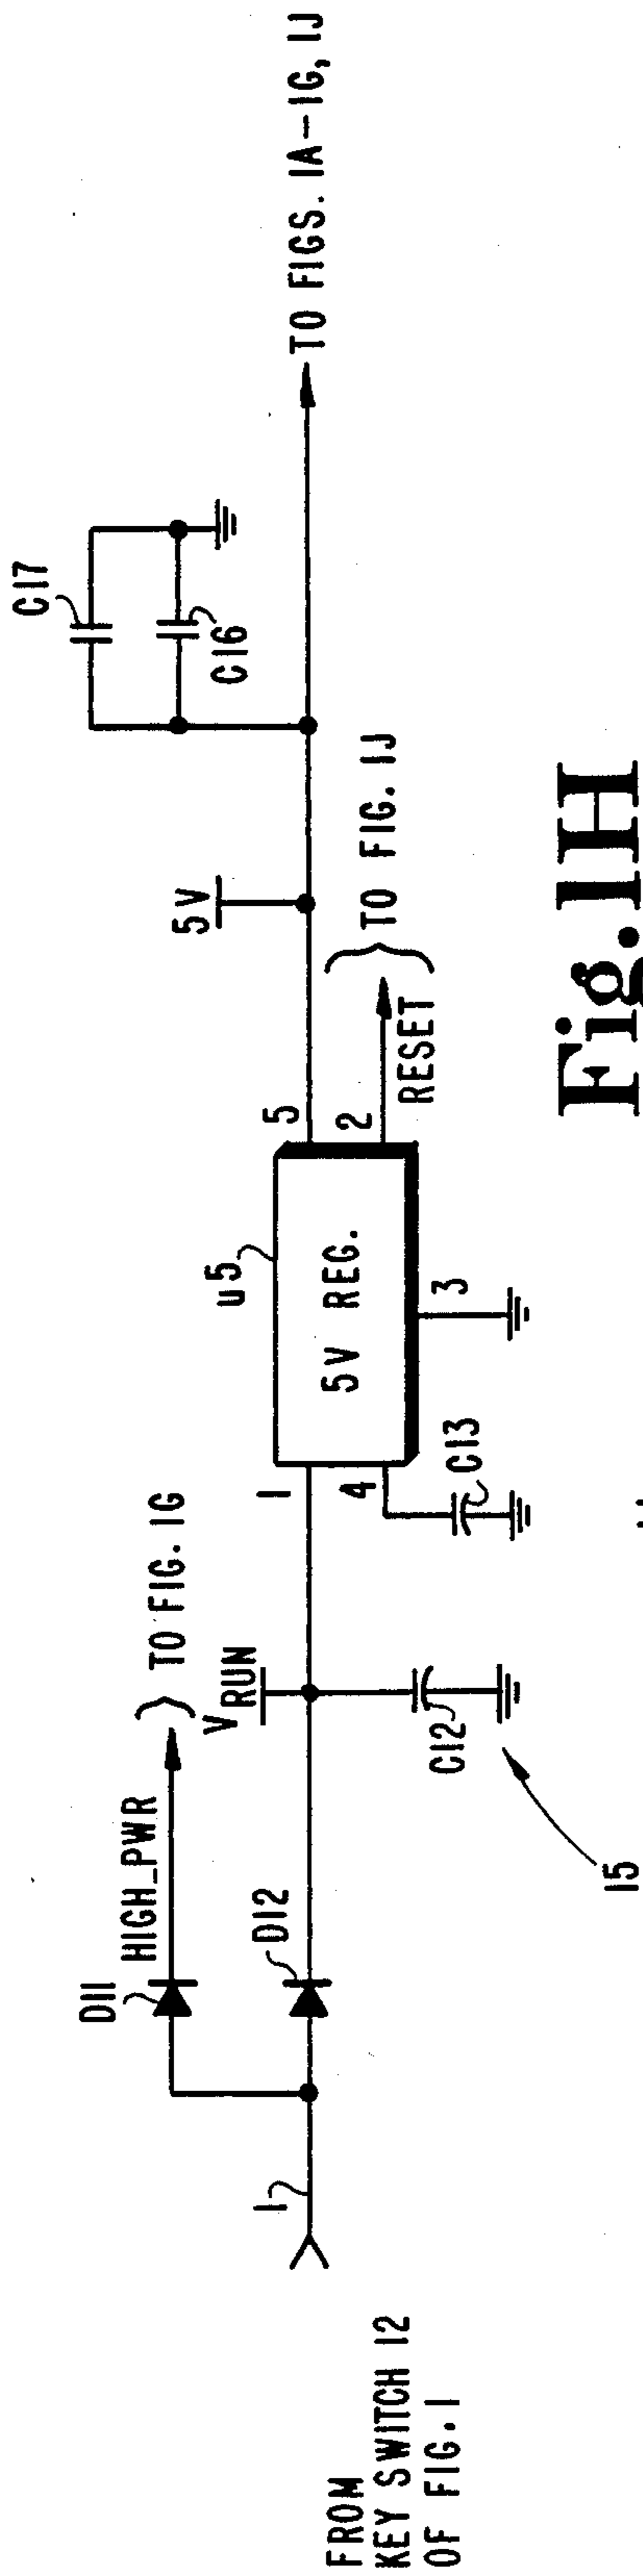 FROM
KEY SWITCH 12
OF FIG. 1
1
D11
HIGH_PWR
TO FIG. 1G
D12
VRUN
C12
15
1
4
C13
u5
5V REG.
3
5
2
RESET
TO FIG. 1J
5V
C17
C16
TO FIGS. 1A-1G, 1J
Fig. 1H